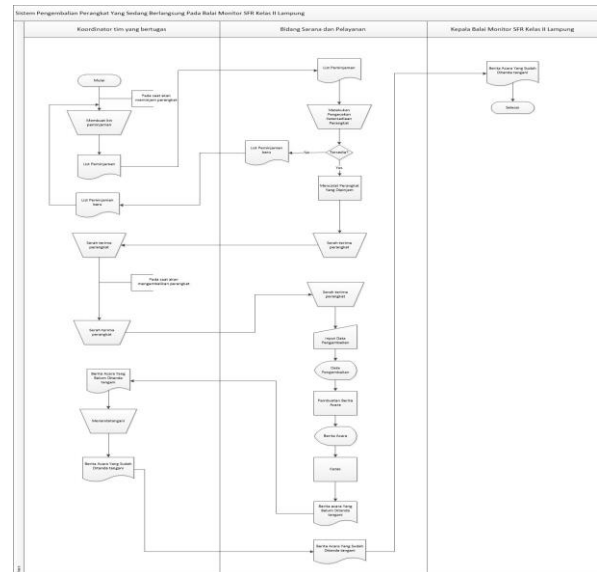 Sistem Pengembalian Perangkat Yang Sedang Berlangsung Pada Balai Monitor SFR Kelas II Lampung
Koordinator tim yang bertugas
Bidang Sarana dan Pelayanan
Kepala Balai Monitor SFR Kelas II Lampung
Mulai
Pada saat akan
meminjam perangkat
Membuat list
peminjaman
List Peminjaman
List Peminjaman
baru
Serah terima
perangkat
Pada saat akan
mengembalikan perangkat
Serah terima
perangkat
Berita Acara Yang
Belum Ditanda
tangani
Menandatangani
Berita Acara Yang Sudah
Ditanda tangani
List Peminjaman
Melakukan
Pengecekan
Ketersediaan
Perangkat
Tersedia?
No
List Peminjaman
baru
Yes
Mencatat Perangkat
Yang Dipinjam
Serah terima
perangkat
Serah terima
perangkat
Input Data
Pengembalian
Data
Pengembalian
Pembuatan Berita
Acara
Berita Acara
Cetak
Berita acara Yang
Belum Ditanda
tangani
Berita Acara Yang Sudah
Ditanda tangani
Berita Acara Yang Sudah
Ditanda tangani
Selesai